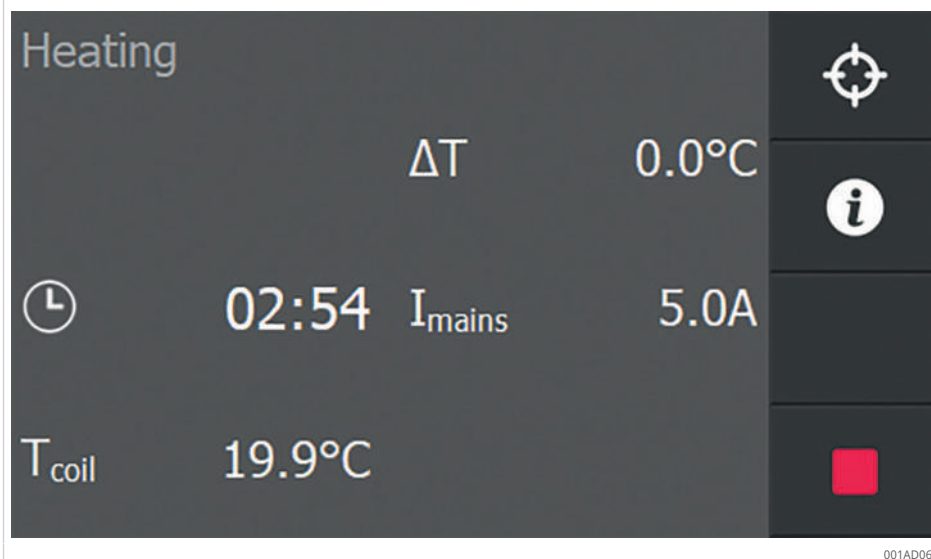 Heating
ΔT 0.0°C
02:54 Imains 5.0A
Tcoil 19.9°C
001AD06